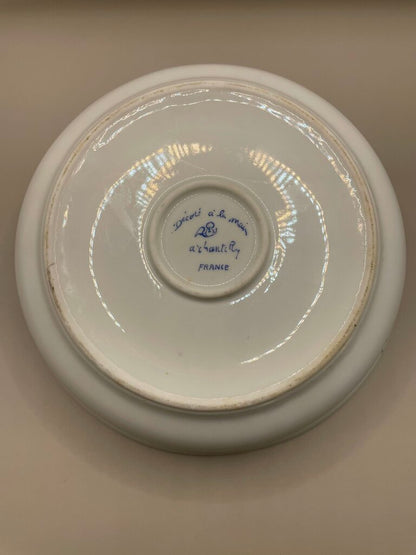 Décoré à la main
à Chantilly
FRANCE